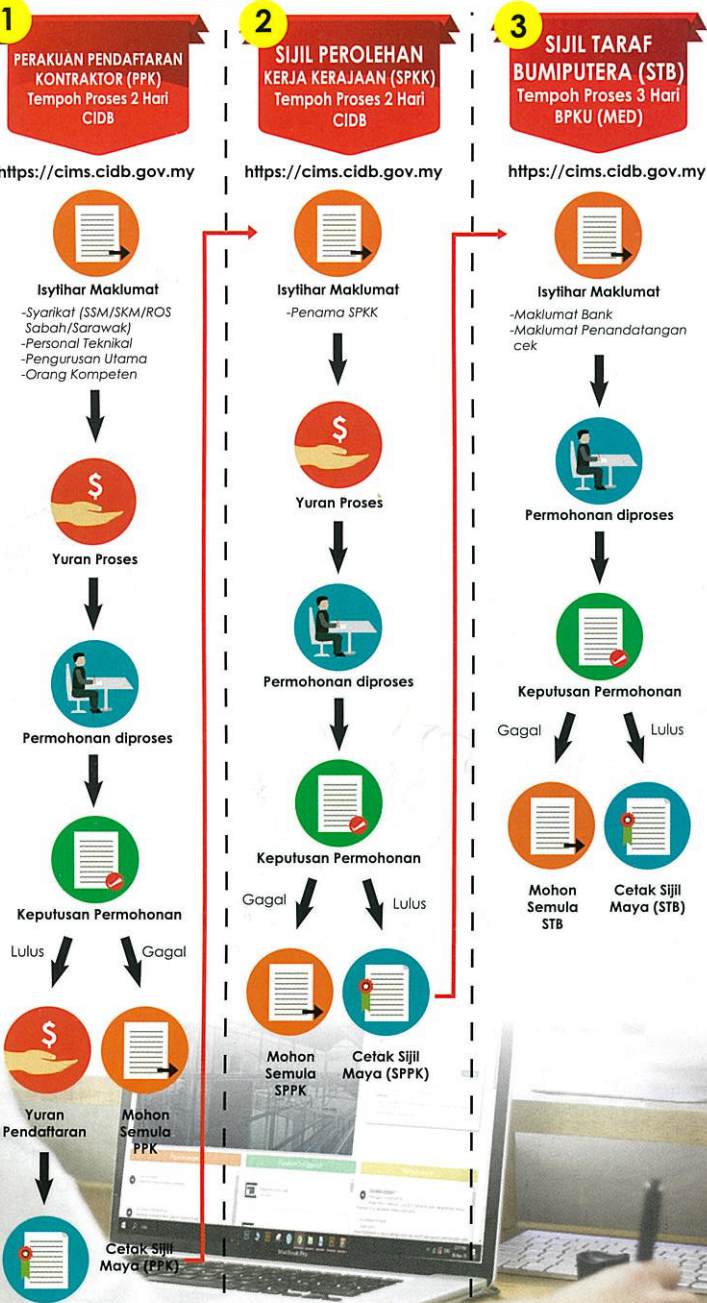 1
PERAKUAN PENDAFTARAN
KONTRAKTOR (PPK)
Tempoh Proses 2 Hari
CIDB
https://cims.cidb.gov.my
Isytihar Maklumat
-Syarikat (SSM/SKM/ROS
Sabah/Sarawak)
-Personal Teknikal
-Pengurusan Utama
-Orang Kompeten
$
Yuran Proses
Permohonan diproses
Keputusan Permohonan
Lulus
Gagal
$
Yuran
Pendaftaran
Mohon
Semula
PPK
Cetak Sijil
Maya (PPK)
2
SIJIL PEROLEHAN
KERJA KERAJAAN (SPKK)
Tempoh Proses 2 Hari
CIDB
https://cims.cidb.gov.my
Isytihar Maklumat
-Penama SPKK
$
Yuran Proses
Permohonan diproses
Keputusan Permohonan
Gagal
Lulus
Mohon
Semula
SPPK
Cetak Sijil
Maya (SPPK)
3
SIJIL TARAF
BUMIPUTERA (STB)
Tempoh Proses 3 Hari
BPKU (MED)
https://cims.cidb.gov.my
Isytihar Maklumat
-Maklumat Bank
-Maklumat Penandatangan
cek
Permohonan diproses
Keputusan Permohonan
Gagal
Lulus
Mohon
Semula
STB
Cetak Sijil
Maya (STB)
MacBook Pro